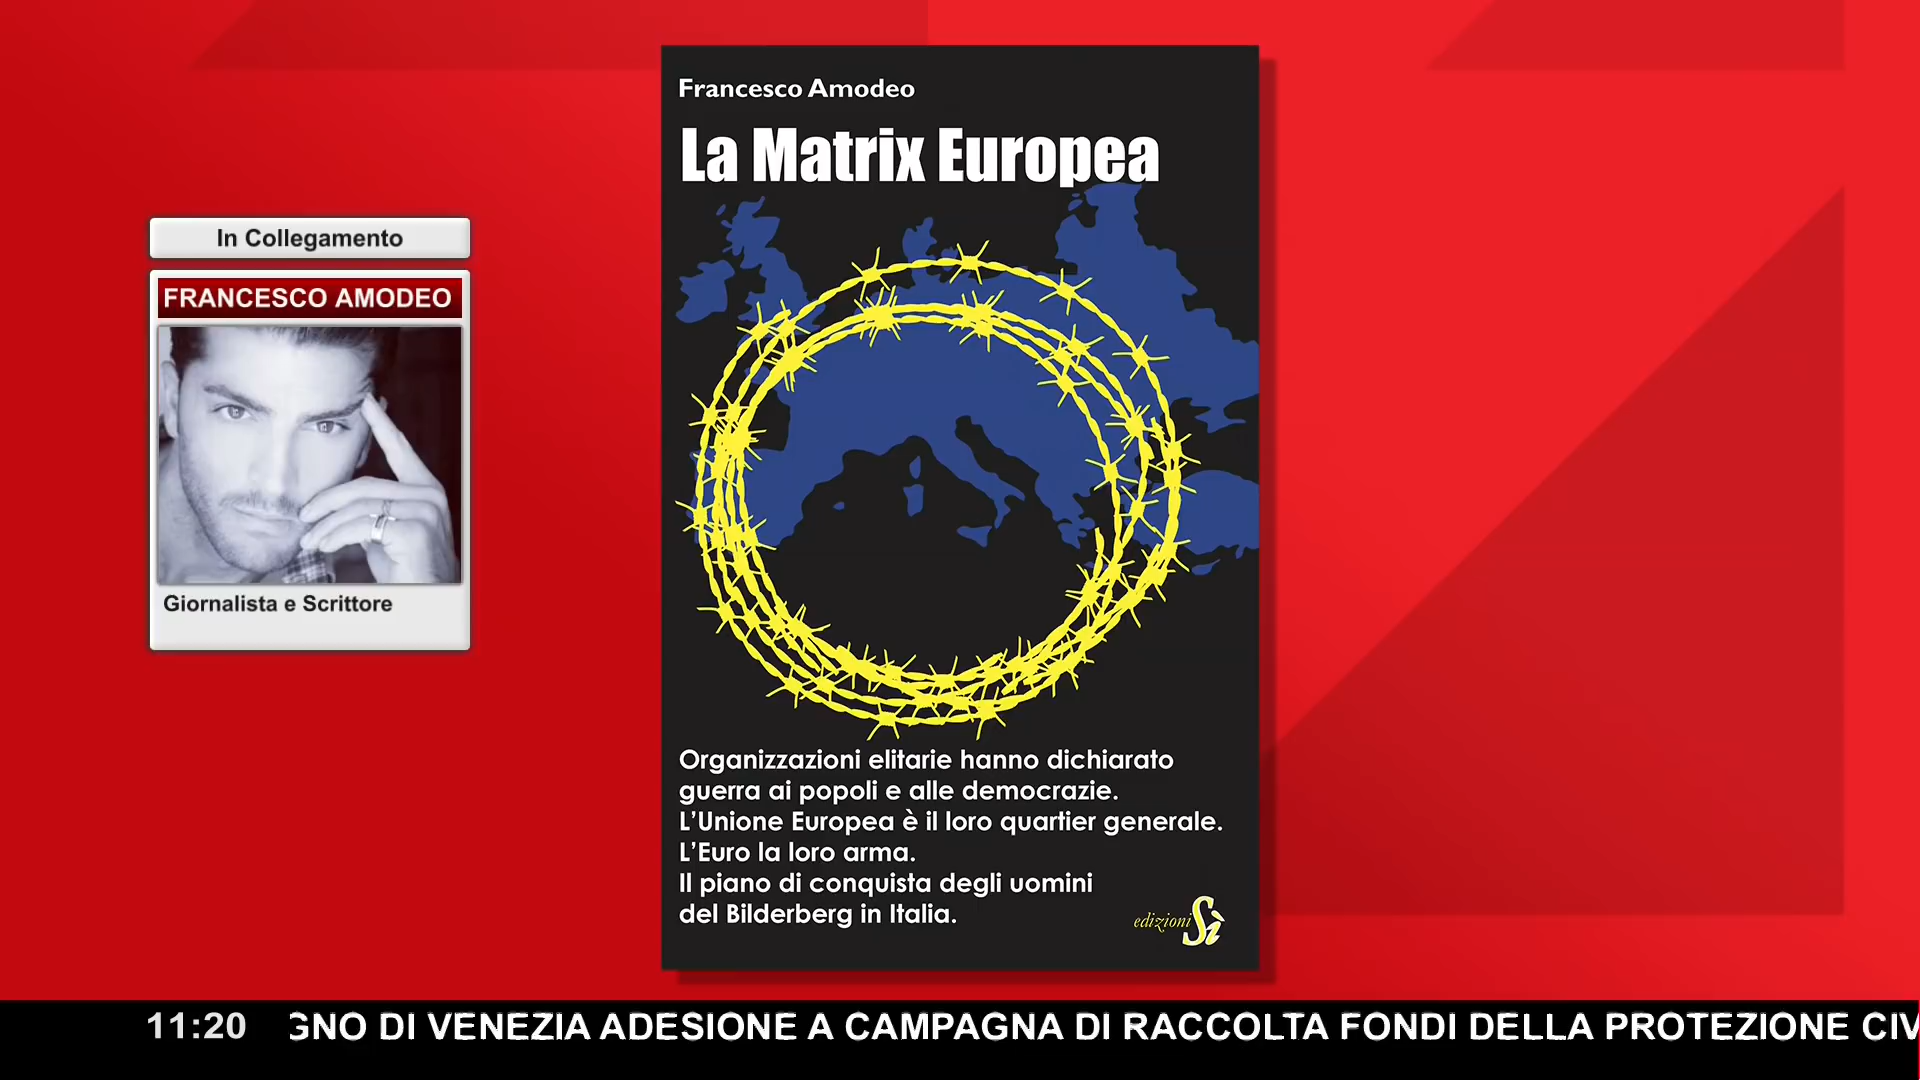 In Collegamento
FRANCESCO AMODEO
Giornalista e Scrittore
Francesco Amodeo
La Matrix Europea
Organizzazioni elitarie hanno dichiarato
guerra ai popoli e alle democrazie.
L'Unione Europea è il loro quartier generale.
L'Euro la loro arma.
Il piano di conquista degli uomini
del Bilderberg in Italia.
edizioni Sì
11:20 GNO DI VENEZIA ADESIONE A CAMPAGNA DI RACCOLTA FONDI DELLA PROTEZIONE CIV